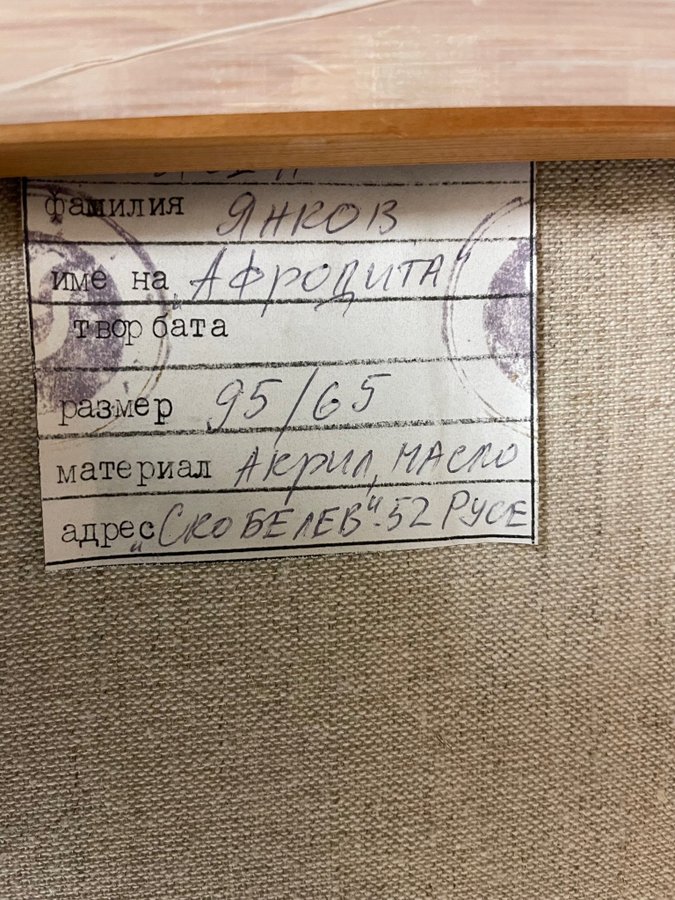 фамилия ЯНКОВ
име на „АФРОДИТА"
творбата
размер 95/65
материал АКРИЛ, МАСЛО
адрес „СКОБЕЛЕВ" 52 РУСЕ